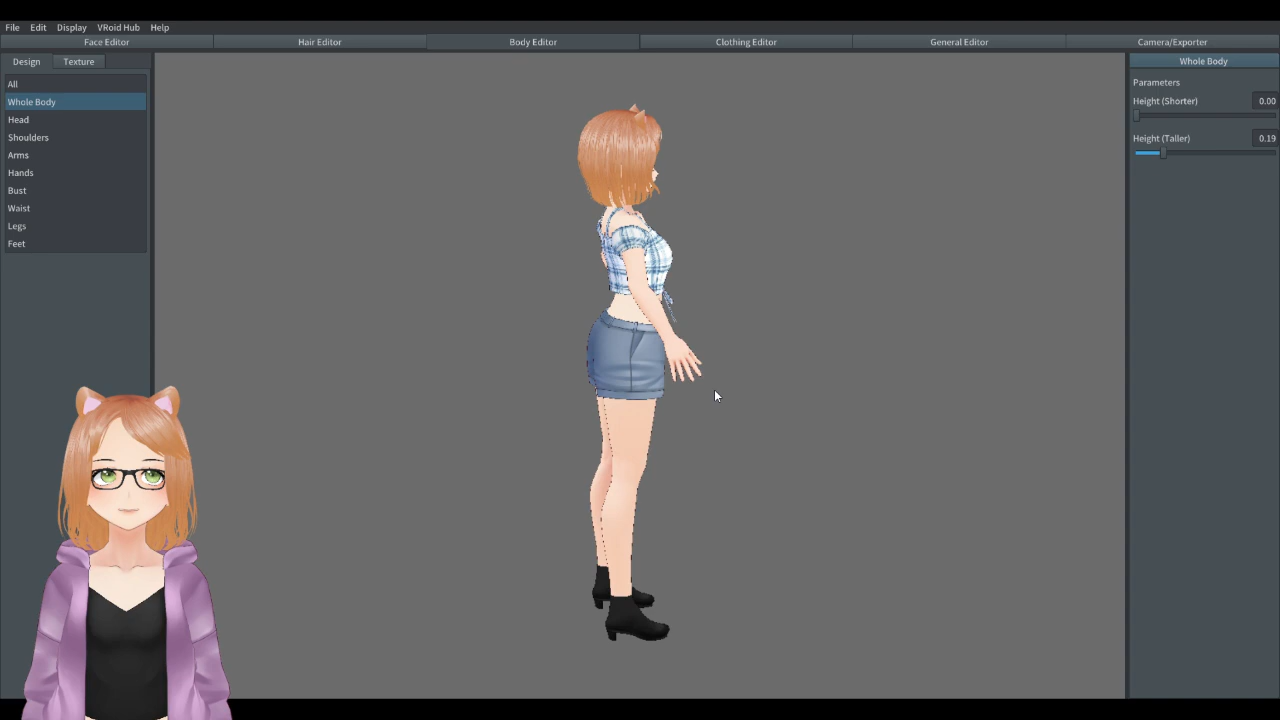 File Edit Display VRoid Hub Help
Face Editor Hair Editor Body Editor Clothing Editor General Editor Camera/Exporter
Design Texture
All
Whole Body
Head
Shoulders
Arms
Hands
Bust
Waist
Legs
Feet
Whole Body
Parameters
Height (Shorter) 0.00
Height (Taller) 0.19